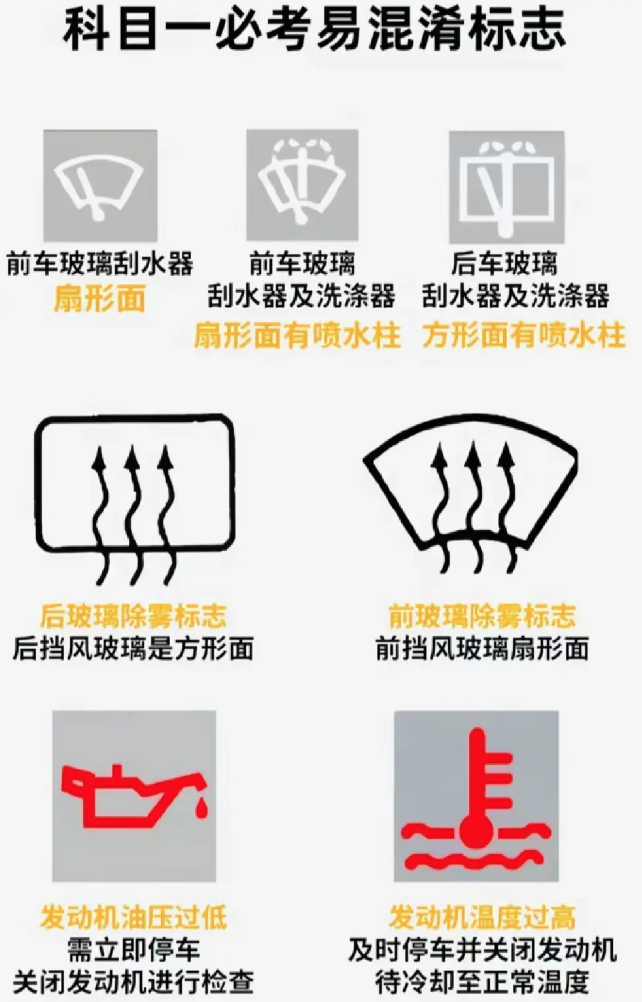 科目一必考易混淆标志
前车玻璃刮水器
扇形面
前车玻璃
刮水器及洗涤器
扇形面有喷水柱
后车玻璃
刮水器及洗涤器
方形面有喷水柱
后玻璃除雾标志
后挡风玻璃是方形面
前玻璃除雾标志
前挡风玻璃扇形面
发动机油压过低
需立即停车
关闭发动机进行检查
发动机温度过高
及时停车并关闭发动机
待冷却至正常温度